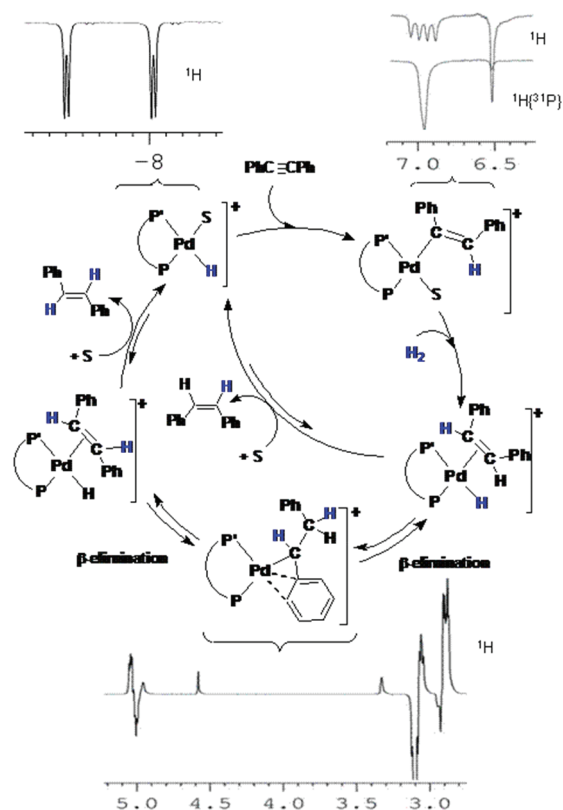 ¹H
−8
¹H
¹H{³¹P}
7.0 6.5
PhC≡CPh
P' S
Pd
P H
+
Ph
P' C Ph
Pd C
P S H
+
Ph H
H Ph
+ S
H₂
H H
Ph Ph
+ S
Ph
H
P' C H
C
Pd Ph
P H
+
Ph
H
P' C
C Ph
Pd H
P H
+
Ph H
H C H
P' C
Pd
P
+
β-elimination
β-elimination
¹H
5.0 4.5 4.0 3.5 3.0